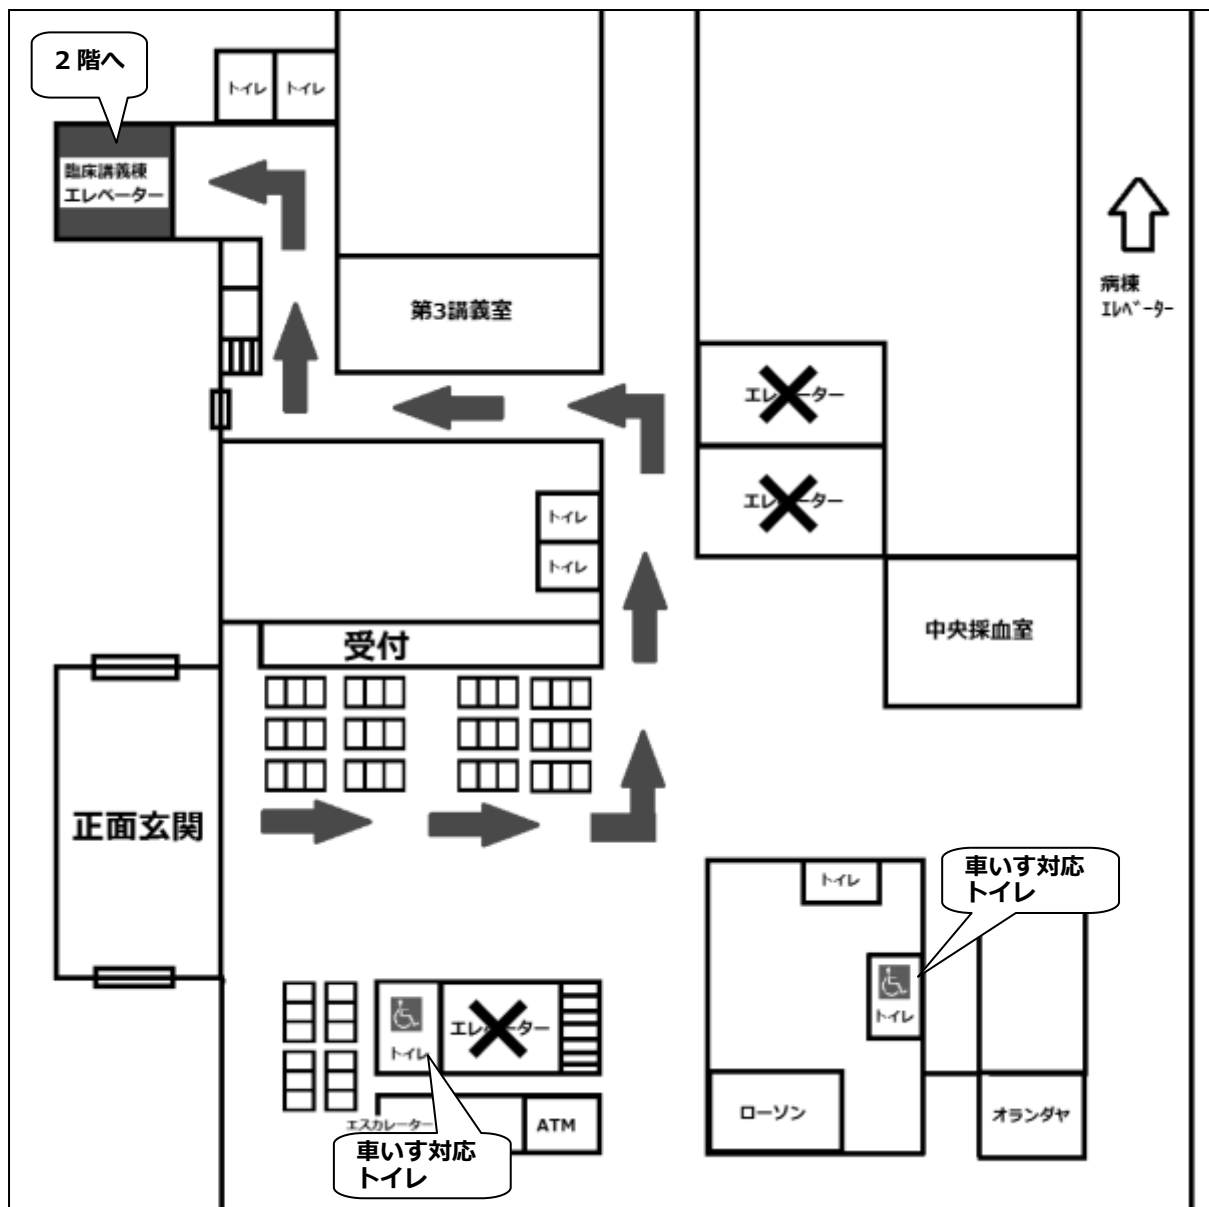 2 階へ
トイレ
トイレ
臨床講義棟
エレベーター
第3講義室
病棟
ｴﾚﾍﾞｰﾀｰ
エレベーター
エレベーター
トイレ
トイレ
中央採血室
受付
正面玄関
車いす対応
トイレ
トイレ
トイレ
エレベーター
トイレ
トイレ
ローソン
オランダヤ
エスカレーター
ATM
車いす対応
トイレ